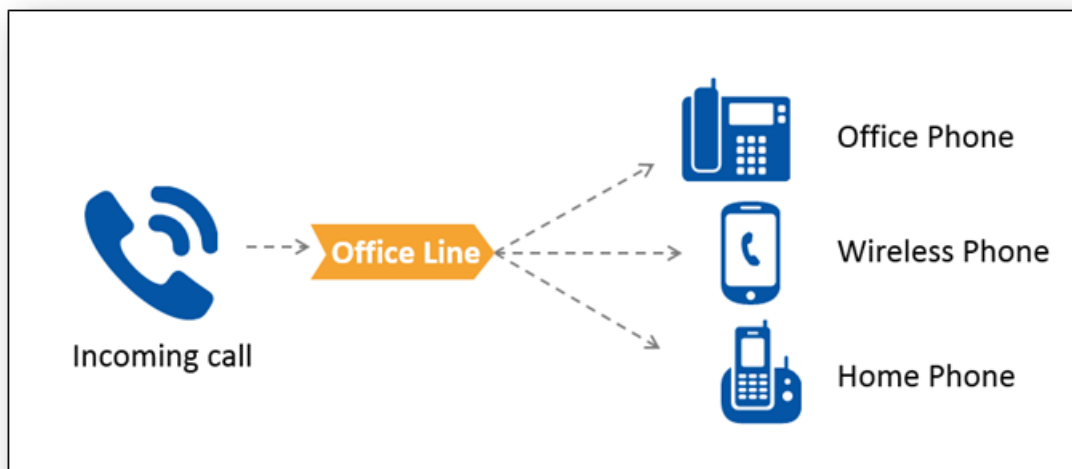 Incoming call
Office Line
Office Phone
Wireless Phone
Home Phone